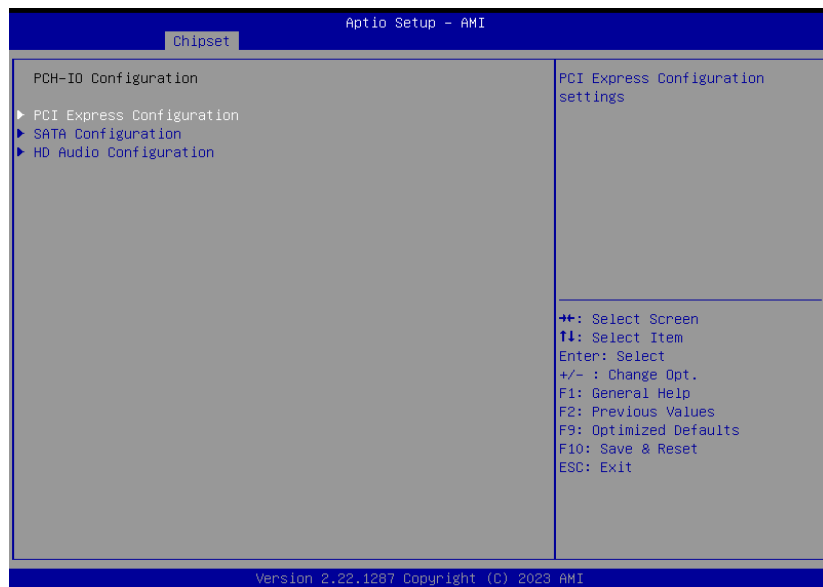 Aptio Setup – AMI
Chipset
PCH-IO Configuration
▶ PCI Express Configuration
▶ SATA Configuration
▶ HD Audio Configuration
PCI Express Configuration
settings
→←: Select Screen
↑↓: Select Item
Enter: Select
+/- : Change Opt.
F1: General Help
F2: Previous Values
F9: Optimized Defaults
F10: Save & Reset
ESC: Exit
Version 2.22.1287 Copyright (C) 2023 AMI